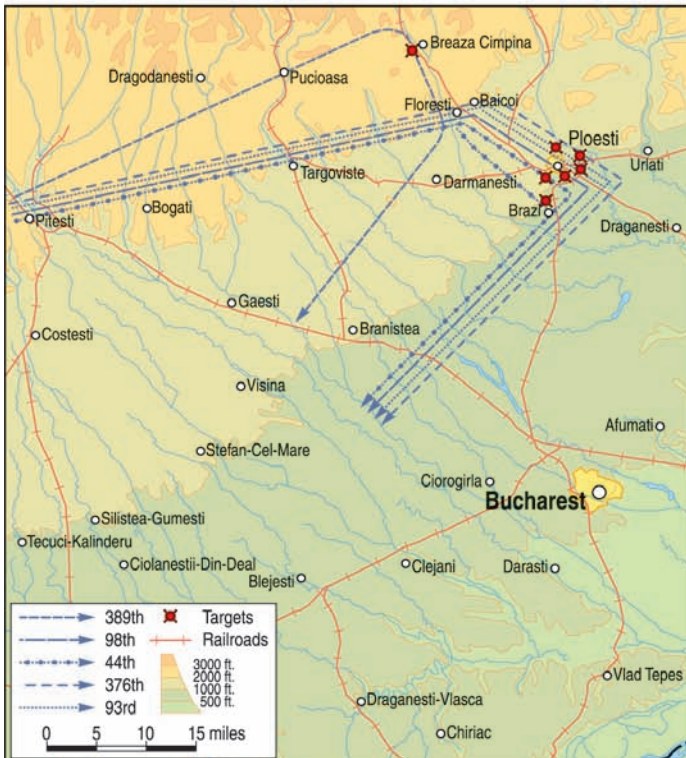 Breaza Cimpina
Dragodanesti
Pucioasa
Baicoi
Floresti
Ploesti
Urlati
Targoviste
Darmanesti
Bogati
Pitesti
Brazi
Draganesti
Gaesti
Costesti
Branistea
Visina
Afumati
Stefan-Cel-Mare
Ciorogirla
Bucharest
Silistea-Gumesti
Tecuci-Kalinderu
Ciolanestii-Din-Deal
Clejani
Darasti
Blejesti
389th
Targets
98th
Railroads
44th
3000 ft.
2000 ft.
1000 ft.
500 ft.
376th
93rd
Vlad Tepes
Draganesti-Vlasca
Chiriac
0 5 10 15 miles